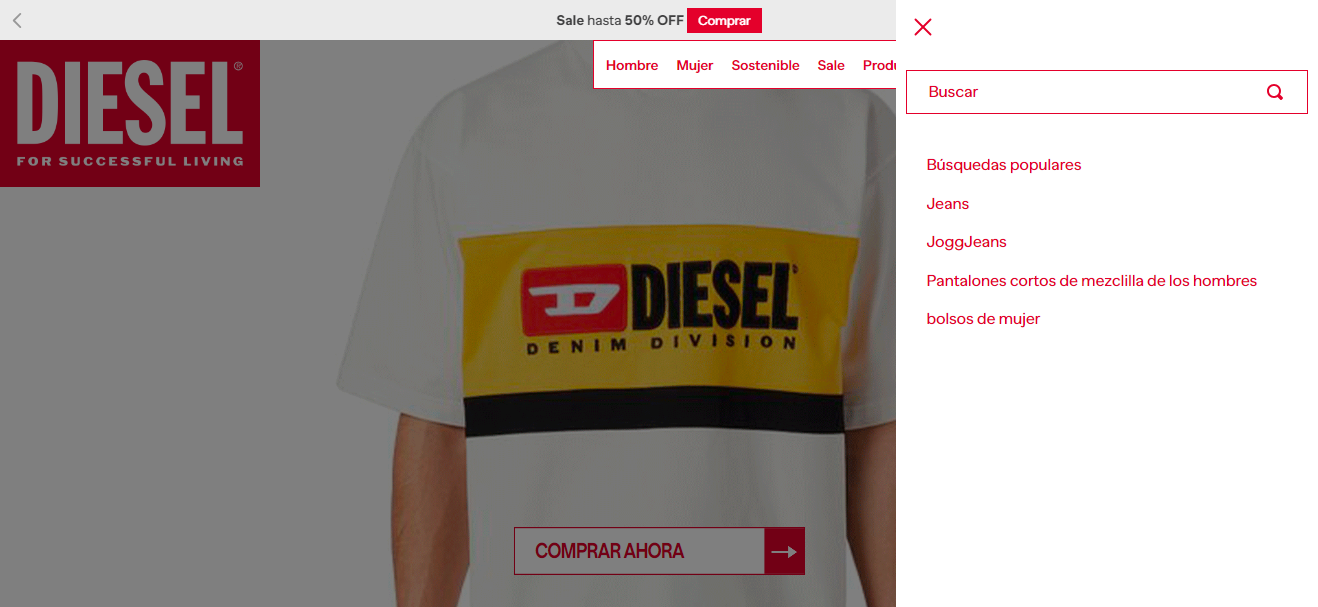 Sale hasta 50% OFF Comprar
DIESEL®
FOR SUCCESSFUL LIVING
Hombre Mujer Sostenible Sale Produ
D DIESEL®
DENIM DIVISION
COMPRAR AHORA
Buscar
Búsquedas populares
Jeans
JoggJeans
Pantalones cortos de mezclilla de los hombres
bolsos de mujer